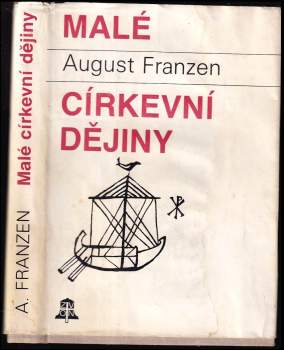 MALÉ
August Franzen
CÍRKEVNÍ
DĚJINY
A. FRANZEN Malé církevní dějiny